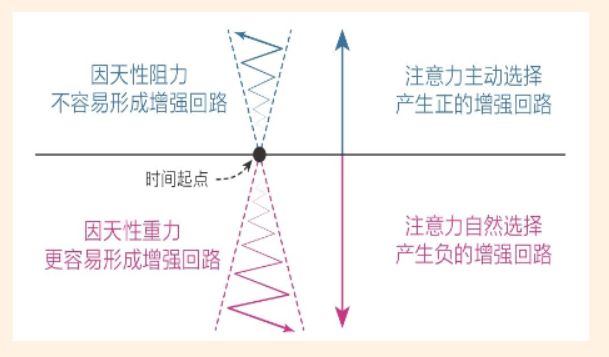 因天性阻力
不容易形成增强回路
注意力主动选择
产生正的增强回路
时间起点
因天性重力
更容易形成增强回路
注意力自然选择
产生负的增强回路